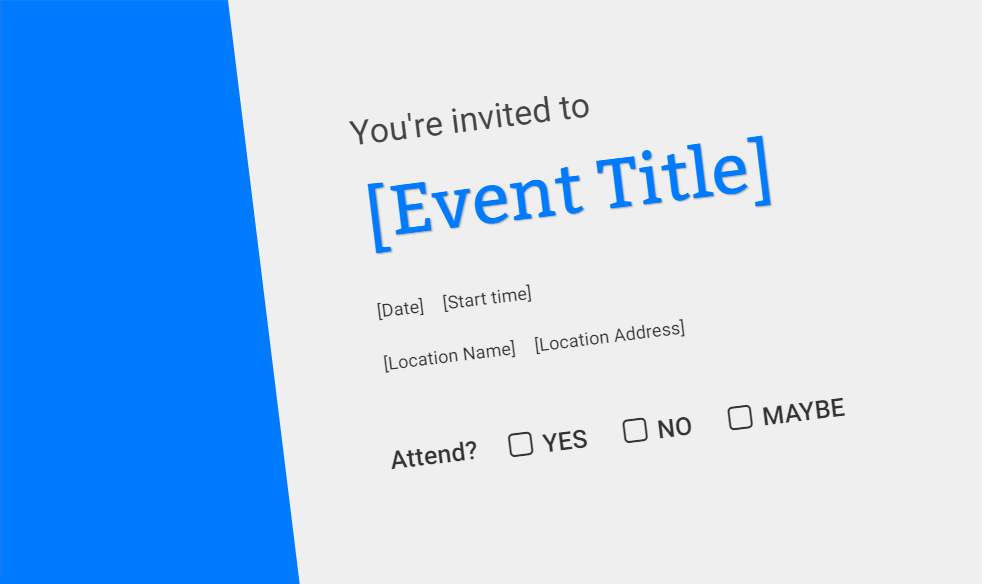 You're invited to
[Event Title]
[Date] [Start time]
[Location Name] [Location Address]
Attend? YES NO MAYBE